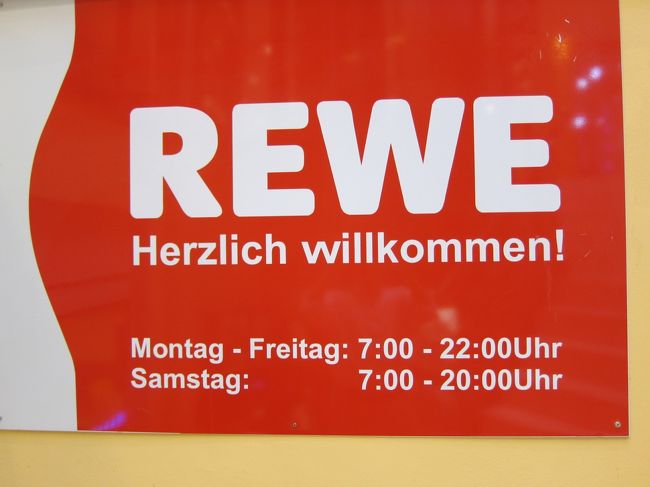 REWE
Herzlich willkommen!
Montag - Freitag: 7:00 - 22:00Uhr
Samstag: 7:00 - 20:00Uhr